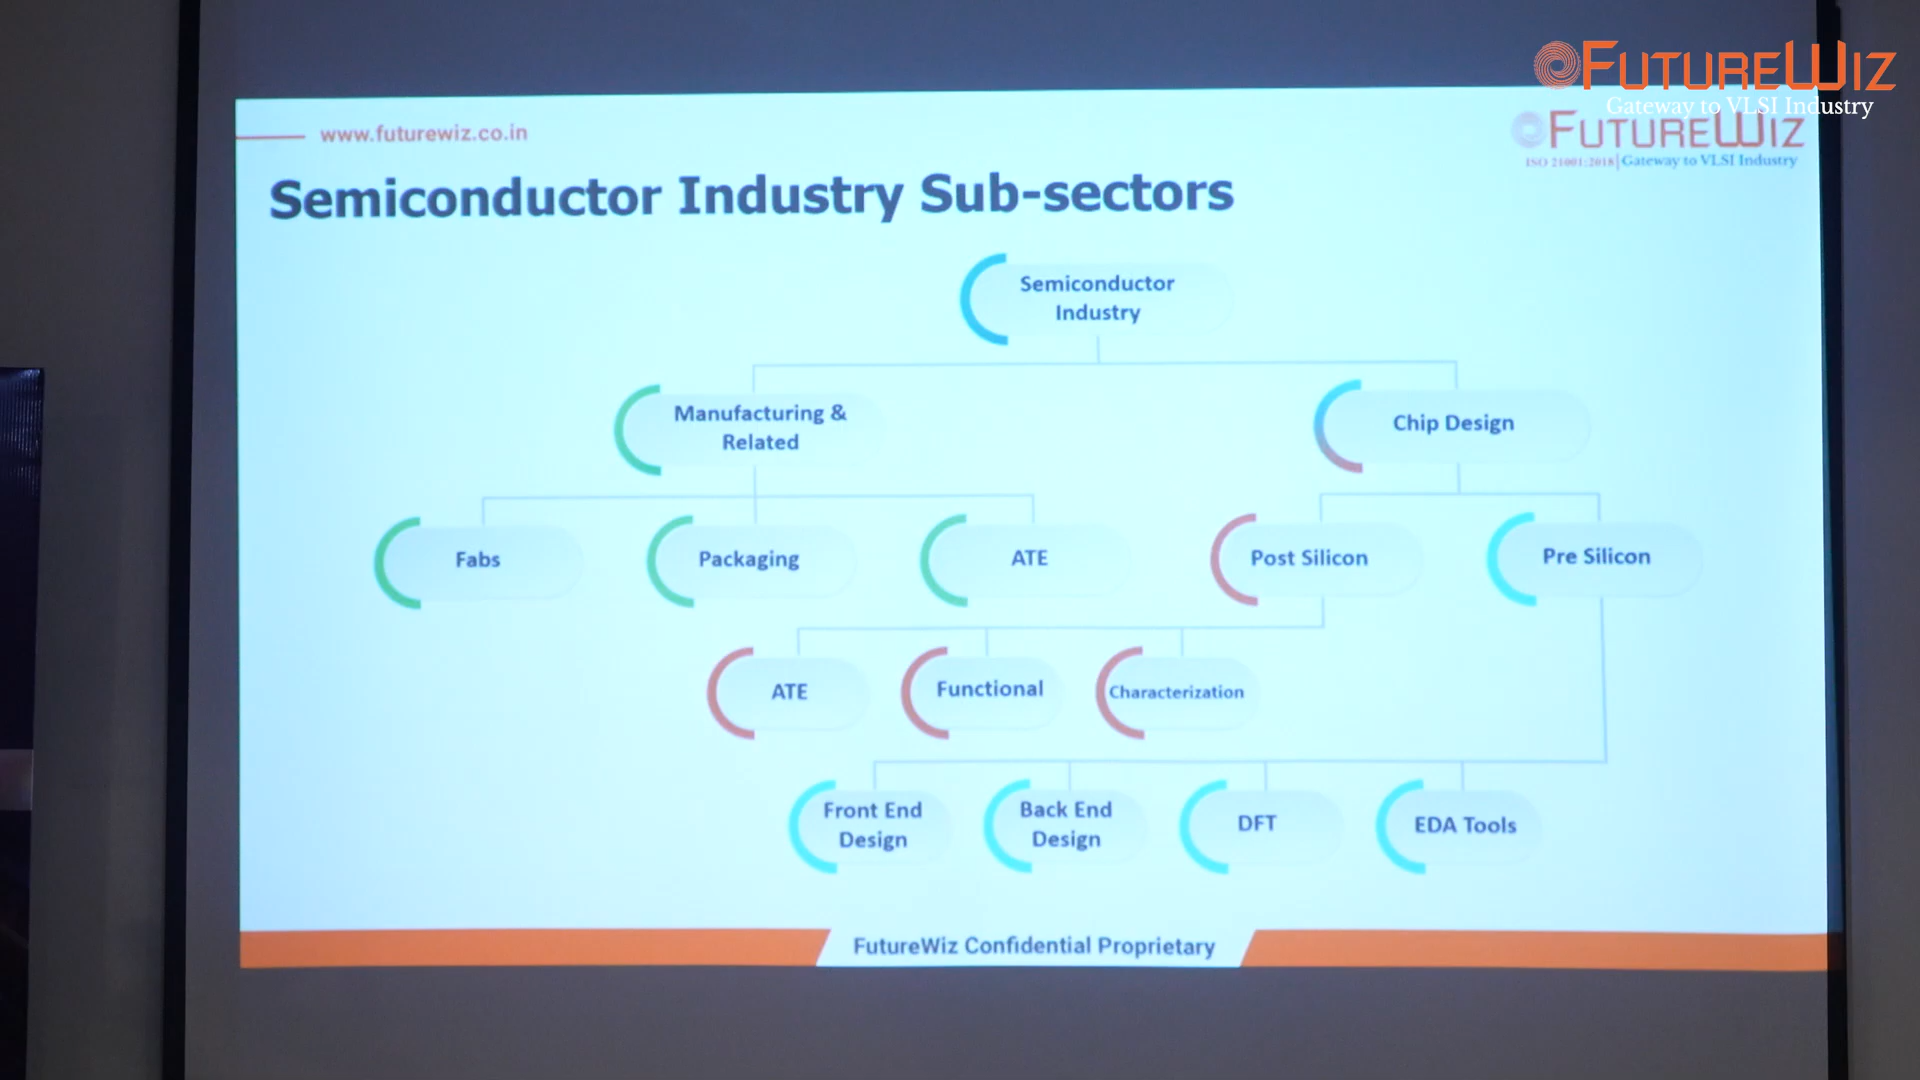 FUTUREWIZ
Gateway to VLSI Industry
www.futurewiz.co.in
FUTUREWIZ
ISO 21001:2018 | Gateway to VLSI Industry
Semiconductor Industry Sub-sectors
Semiconductor
Industry
Manufacturing &
Related
Chip Design
Fabs
Packaging
ATE
Post Silicon
Pre Silicon
ATE
Functional
Characterization
Front End
Design
Back End
Design
DFT
EDA Tools
FutureWiz Confidential Proprietary